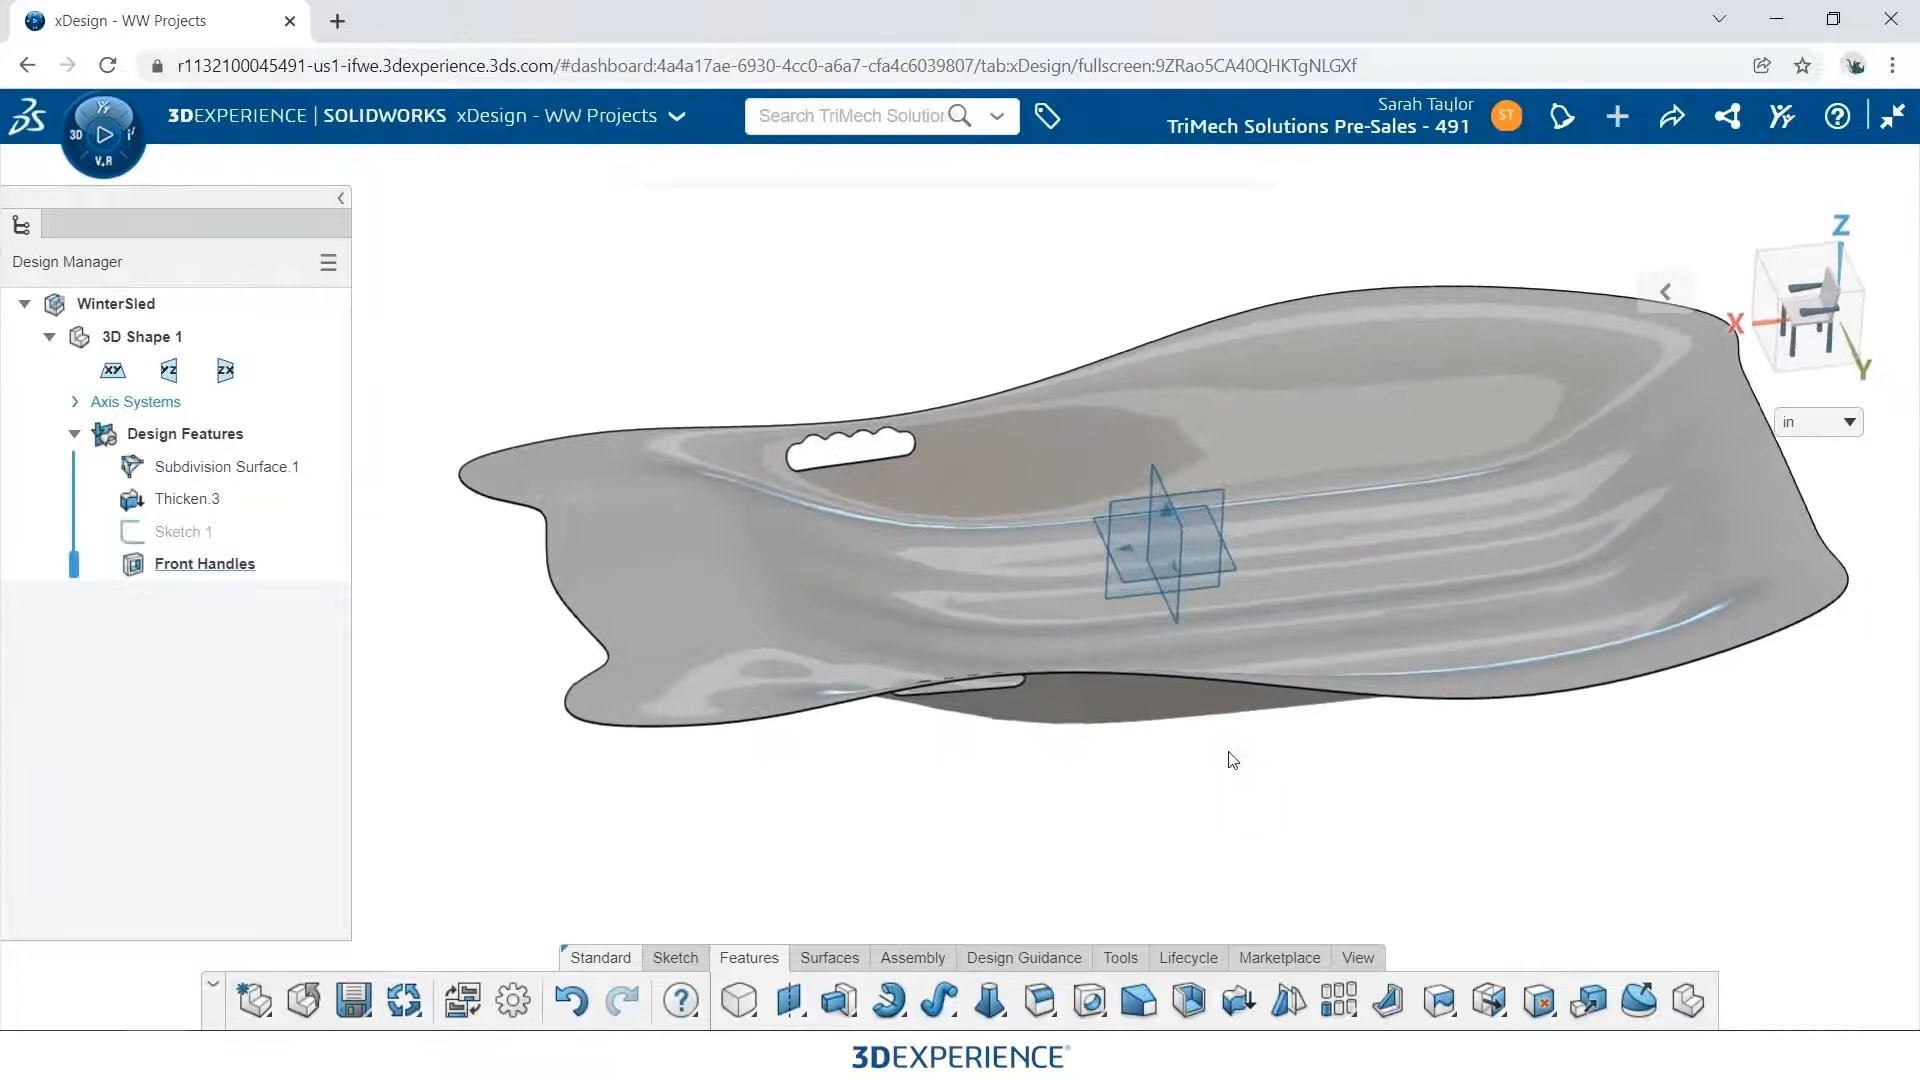 xDesign - WW Projects
r1132100045491-us1-ifwe.3dexperience.3ds.com/#dashboard:4a4a17ae-6930-4cc0-a6a7-cfa4c6039807/tab:xDesign/fullscreen:9ZRao5CA40QHKTgNLGXf
3DEXPERIENCE | SOLIDWORKS xDesign - WW Projects
Search TriMech Solution
Sarah Taylor
TriMech Solutions Pre-Sales - 491
ST
3D
V.R
Design Manager
WinterSled
3D Shape 1
XY YZ ZX
Axis Systems
Design Features
Subdivision Surface.1
Thicken.3
Sketch 1
Front Handles
Z
X
Y
in
Standard Sketch Features Surfaces Assembly Design Guidance Tools Lifecycle Marketplace View
3DEXPERIENCE®